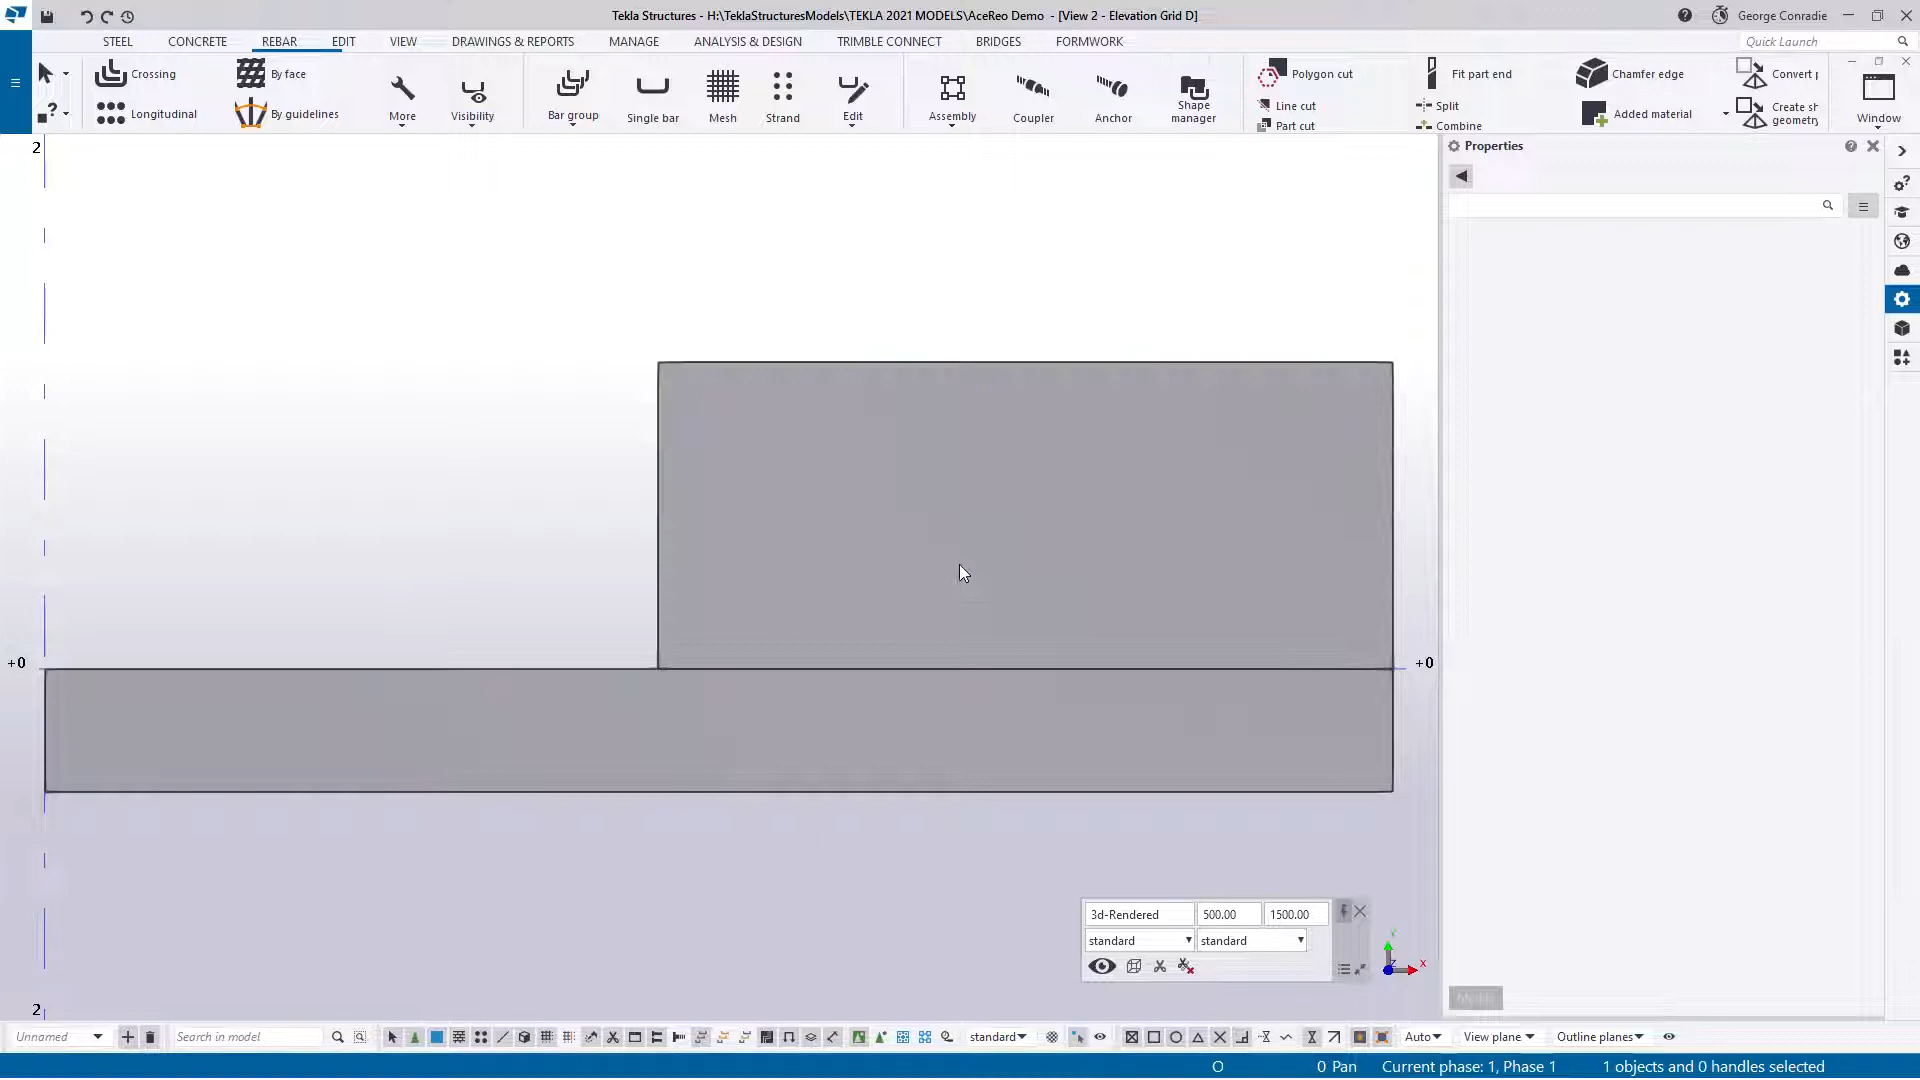 Tekla Structures - H:\TeklaStructuresModels\TEKLA 2021 MODELS\AceReo Demo - [View 2 - Elevation Grid D]
George Conradie
STEEL CONCRETE REBAR EDIT VIEW DRAWINGS & REPORTS MANAGE ANALYSIS & DESIGN TRIMBLE CONNECT BRIDGES FORMWORK
Quick Launch
Crossing
Longitudinal
By face
By guidelines
More
Visibility
Bar group
Single bar
Mesh
Strand
Edit
Assembly
Coupler
Anchor
Shape
manager
Polygon cut
Line cut
Part cut
Fit part end
Split
Combine
Chamfer edge
Added material
Convert
Create sh
geometry
Window
Properties
2
+0
+0
2
3d-Rendered 500.00 1500.00
standard standard
Y
X
Z
Unnamed
Search in model
standard
Auto
View plane
Outline planes
O
0 Pan
Current phase: 1, Phase 1
1 objects and 0 handles selected